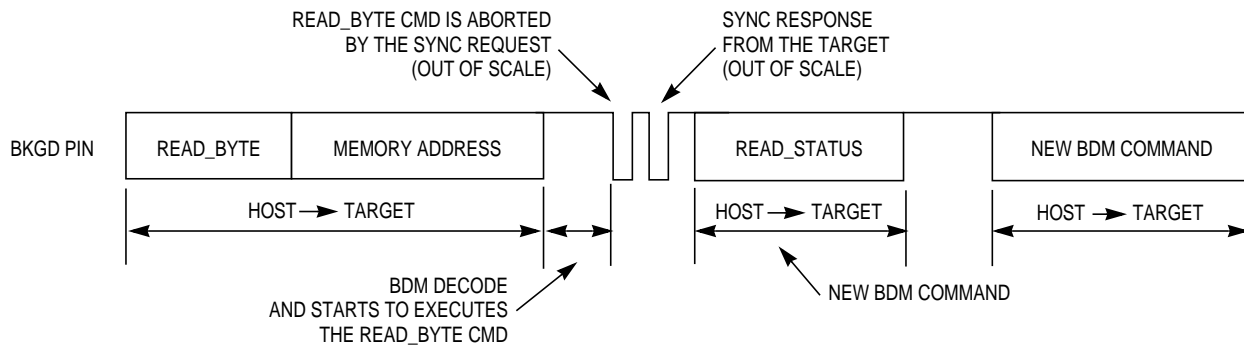 READ_BYTE CMD IS ABORTED
BY THE SYNC REQUEST
(OUT OF SCALE)
SYNC RESPONSE
FROM THE TARGET
(OUT OF SCALE)
BKGD PIN
READ_BYTE
MEMORY ADDRESS
READ_STATUS
NEW BDM COMMAND
HOST TARGET
HOST TARGET
HOST TARGET
BDM DECODE
AND STARTS TO EXECUTES
THE READ_BYTE CMD
NEW BDM COMMAND